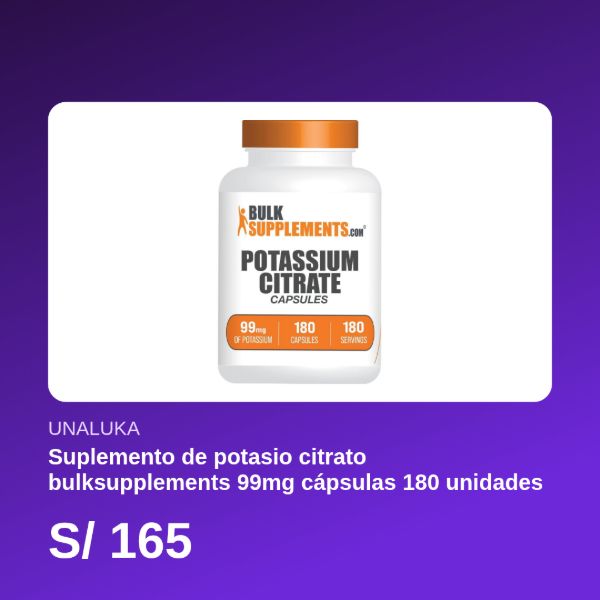 BULK
SUPPLEMENTS.COM®
POTASSIUM
CITRATE
CAPSULES
99mg 180 180
OF POTASSIUM CAPSULES SERVINGS
UNALUKA
Suplemento de potasio citrato
bulksupplements 99mg cápsulas 180 unidades
S/ 165